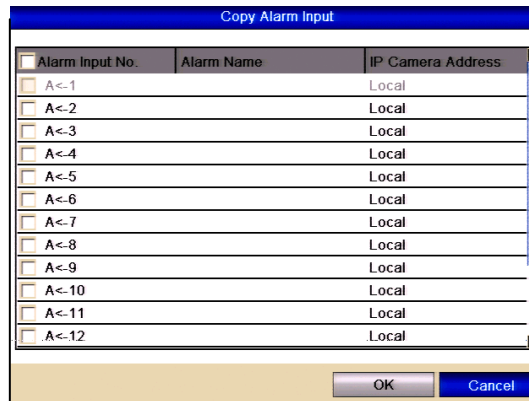 Copy Alarm Input
Alarm Input No. Alarm Name IP Camera Address
A<-1 Local
A<-2 Local
A<-3 Local
A<-4 Local
A<-5 Local
A<-6 Local
A<-7 Local
A<-8 Local
A<-9 Local
A<-10 Local
A<-11 Local
A<-12 Local
OK Cancel